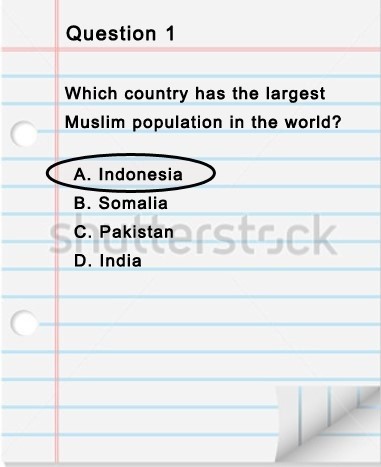 Question 1
Which country has the largest
Muslim population in the world?
A. Indonesia
B. Somalia
C. Pakistan
D. India
shutterstock